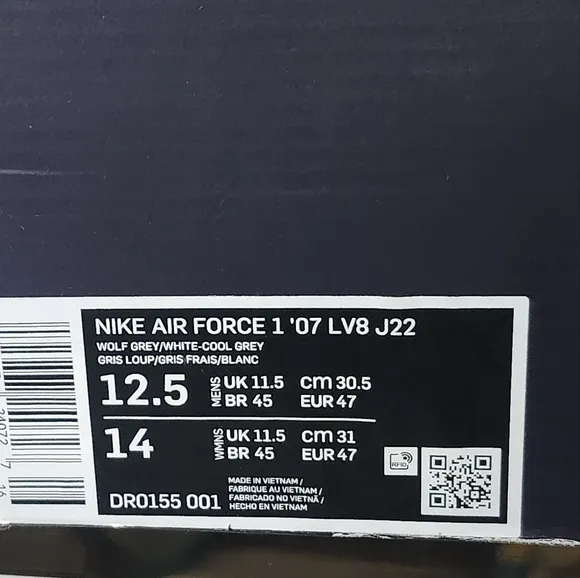 NIKE AIR FORCE 1 '07 LV8 J22
WOLF GREY/WHITE-COOL GREY
GRIS LOUP/GRIS FRAIS/BLANC
12.5 MENS UK 11.5 cm 30.5
BR 45 EUR 47
14 WMNS UK 11.5 cm 31
BR 45 EUR 47
RFID
MADE IN VIETNAM /
FABRIQUE AU VIETNAM /
FABRICADO NO VIETNÃ /
HECHO EN VIETNAM
DR0155 001
7
16